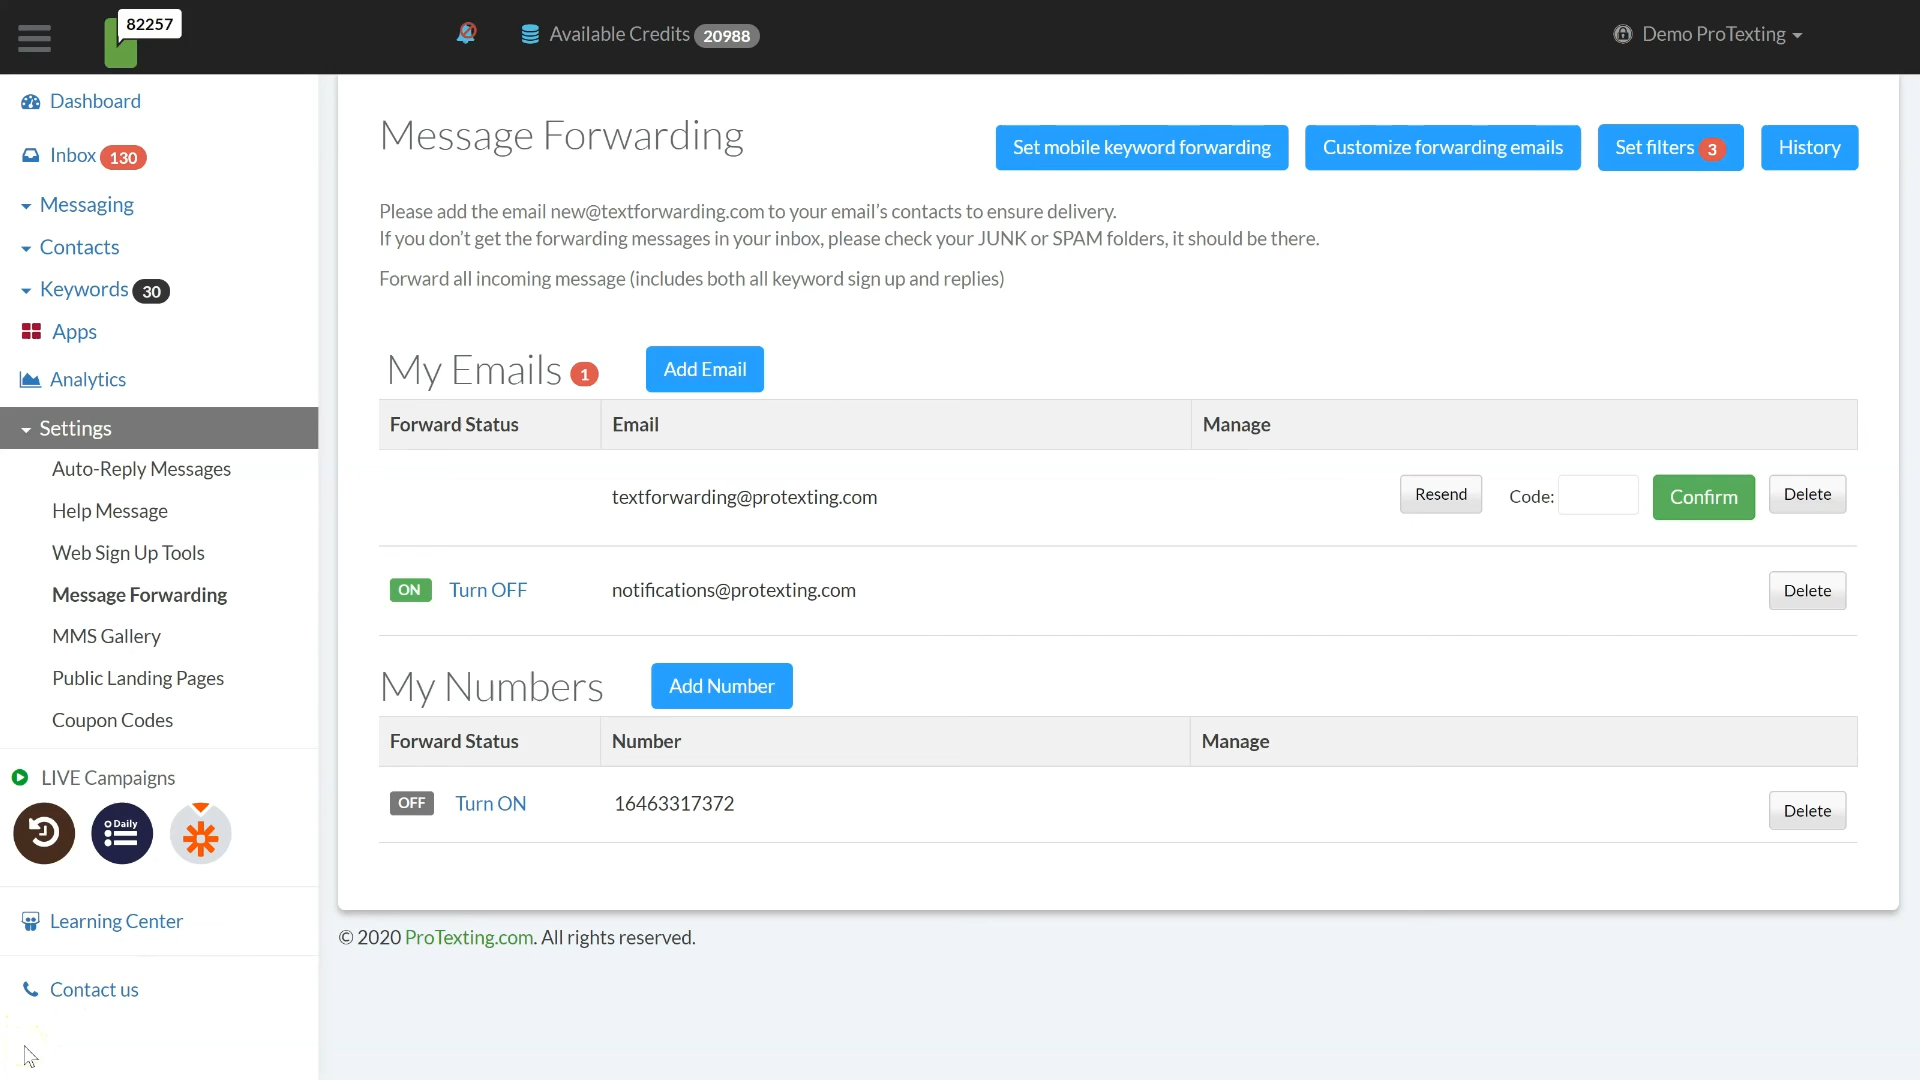 82257
Available Credits 20988
Demo ProTexting
Dashboard
Inbox 130
Messaging
Contacts
Keywords 30
Apps
Analytics
Settings
Auto-Reply Messages
Help Message
Web Sign Up Tools
Message Forwarding
MMS Gallery
Public Landing Pages
Coupon Codes
LIVE Campaigns
Daily
Learning Center
Contact us
Message Forwarding
Set mobile keyword forwarding
Customize forwarding emails
Set filters 3
History
Please add the email new@textforwarding.com to your email's contacts to ensure delivery.
If you don't get the forwarding messages in your inbox, please check your JUNK or SPAM folders, it should be there.
Forward all incoming message (includes both all keyword sign up and replies)
My Emails 1
Add Email
Forward Status Email Manage
textforwarding@protexting.com Resend Code: Confirm Delete
ON Turn OFF notifications@protexting.com Delete
My Numbers
Add Number
Forward Status Number Manage
OFF Turn ON 16463317372 Delete
© 2020 ProTexting.com. All rights reserved.